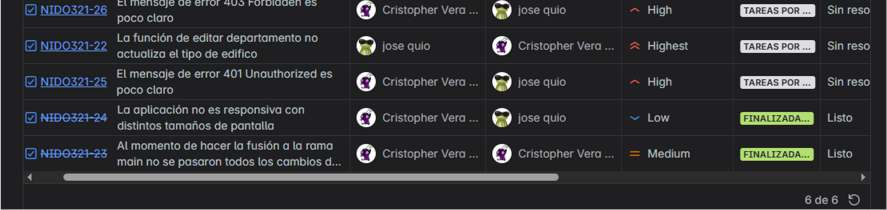 NIDO321-26 El mensaje de error 403 Forbidden es poco claro Cristopher Vera ... jose quio High TAREAS POR ... Sin reso
NIDO321-22 La función de editar departamento no actualiza el tipo de edifico jose quio Cristopher Vera ... Highest TAREAS POR ... Sin reso
NIDO321-25 El mensaje de error 401 Unauthorized es poco claro Cristopher Vera ... jose quio High TAREAS POR ... Sin reso
NIDO321-24 La aplicación no es responsiva con distintos tamaños de pantalla Cristopher Vera ... jose quio Low FINALIZADA... Listo
NIDO321-23 Al momento de hacer la fusión a la rama main no se pasaron todos los cambios d... Cristopher Vera ... Cristopher Vera ... Medium FINALIZADA... Listo
6 de 6